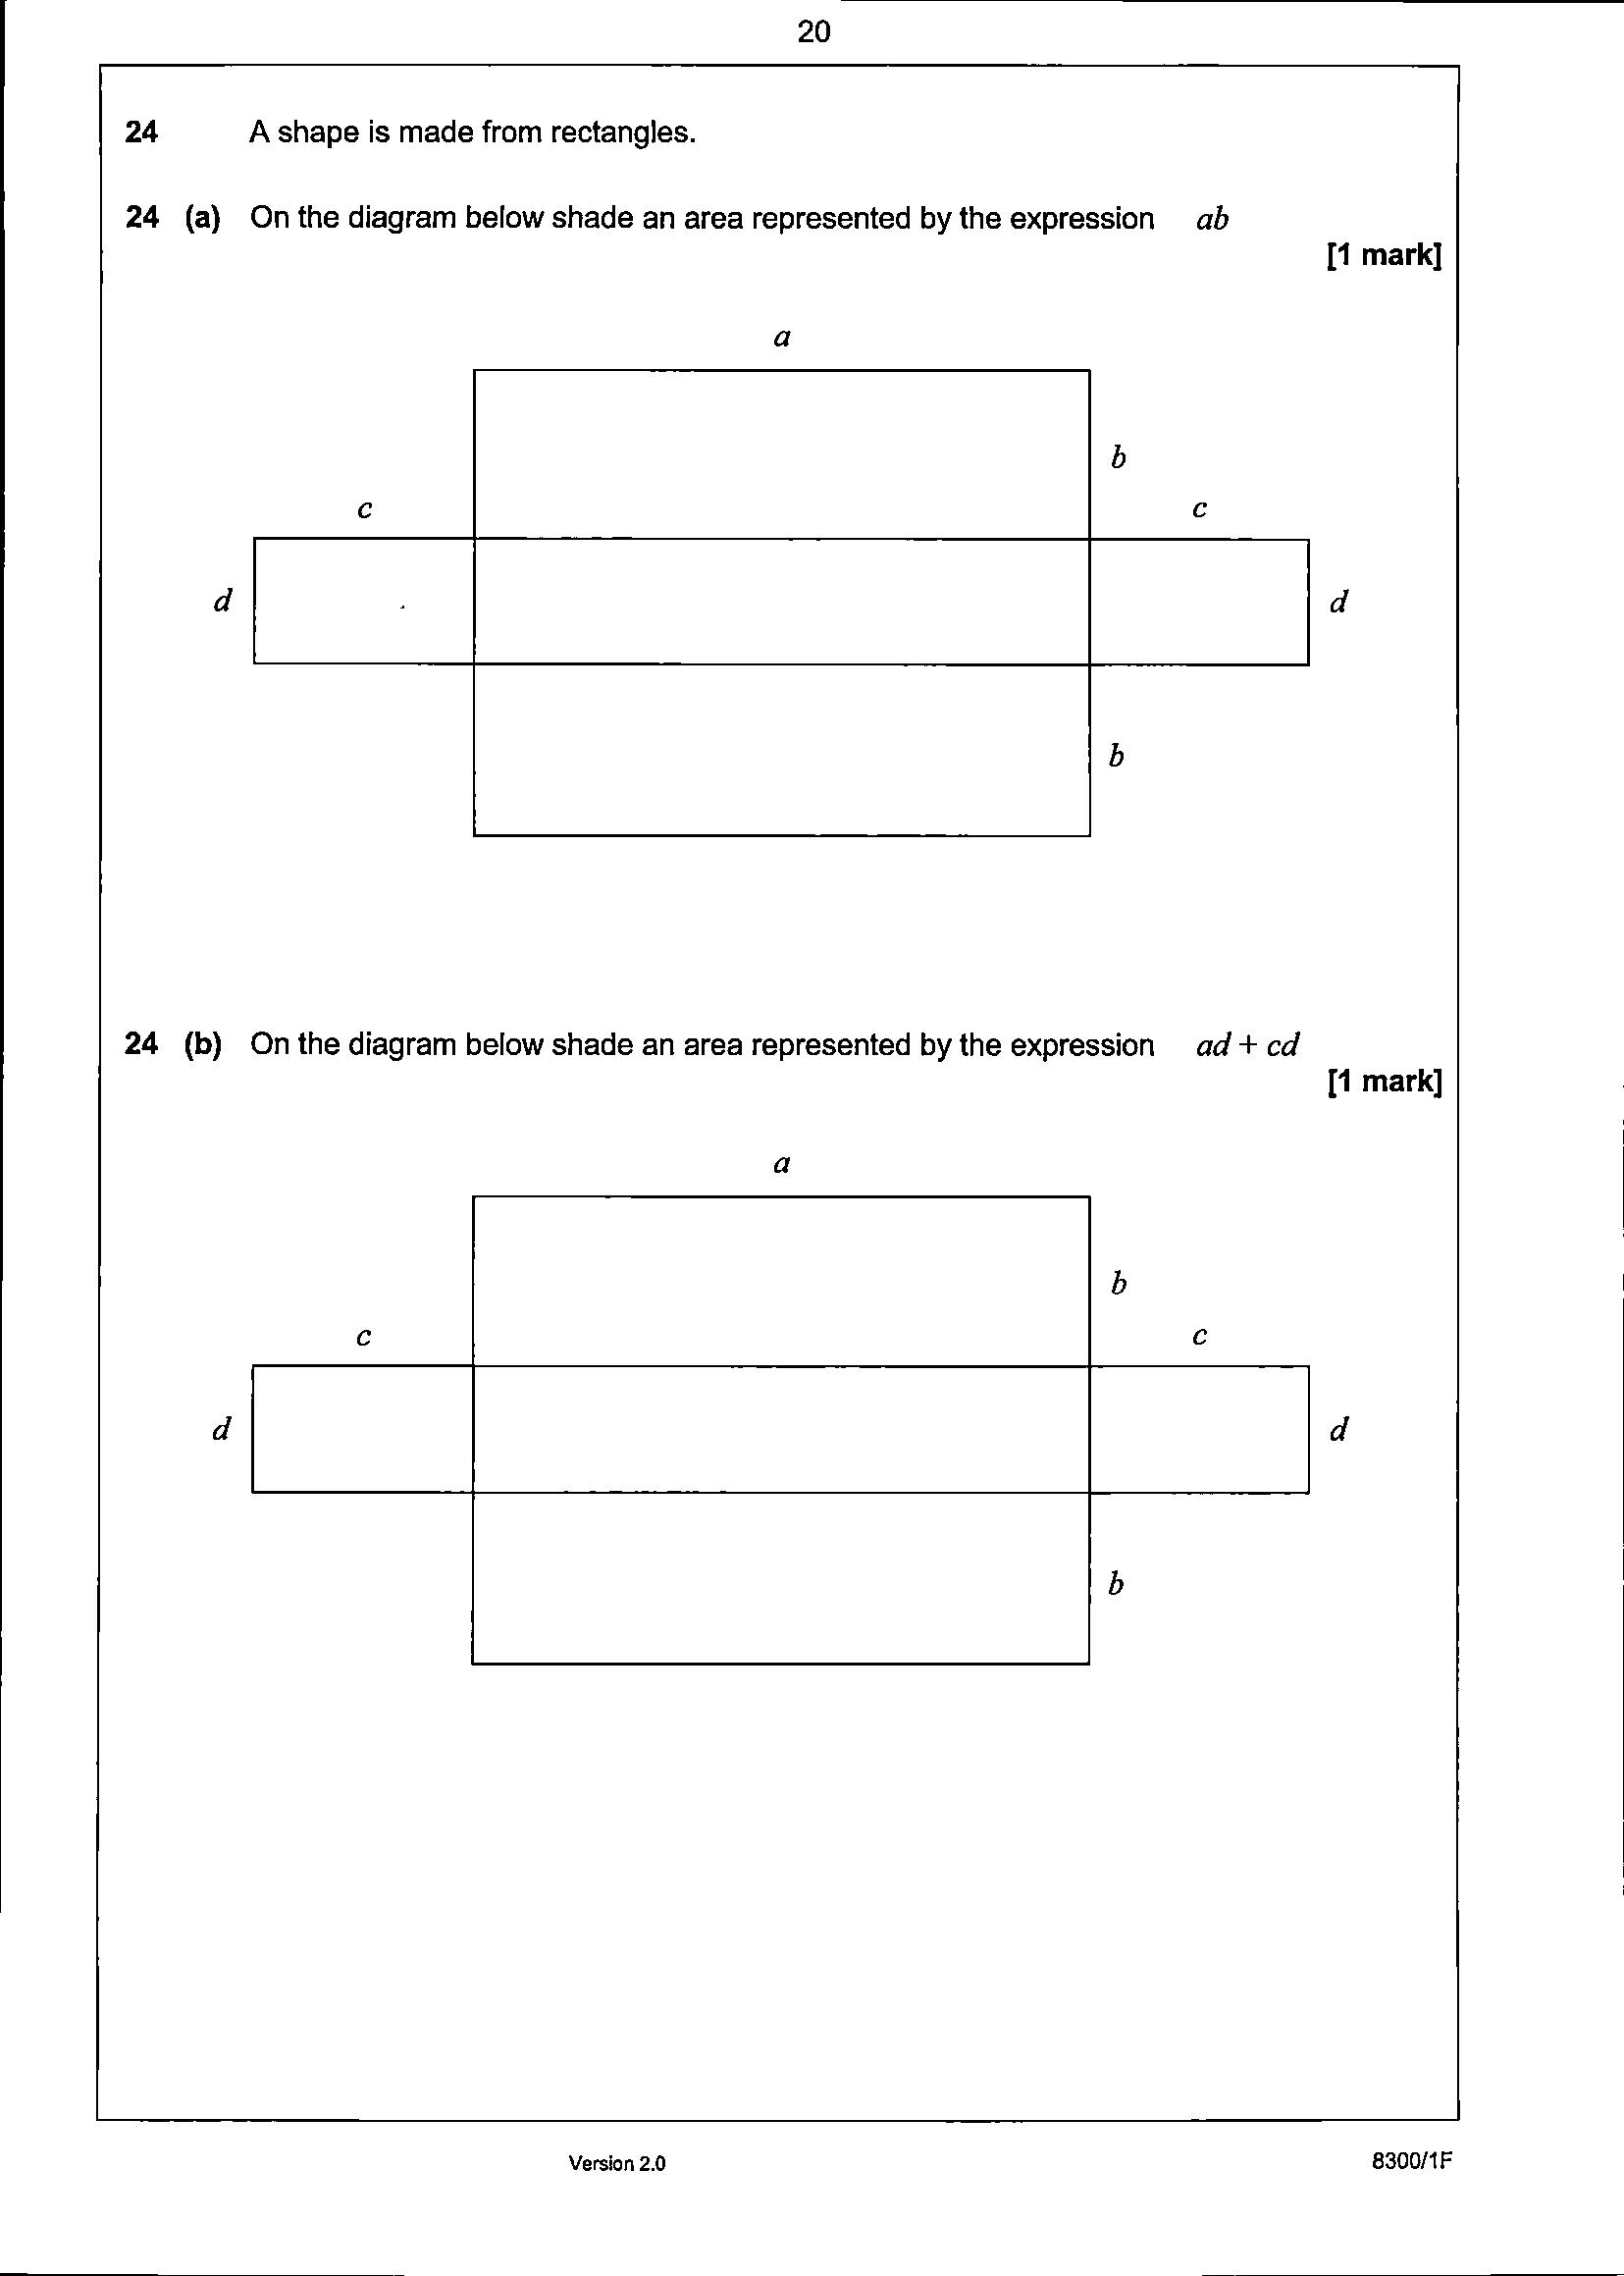 20
24 A shape is made from rectangles.
24 (a) On the diagram below shade an area represented by the expression ab
[1 mark]
a
b
c c
d d
b
24 (b) On the diagram below shade an area represented by the expression ad + cd
[1 mark]
a
b
c c
d d
b
Version 2.0 8300/1F